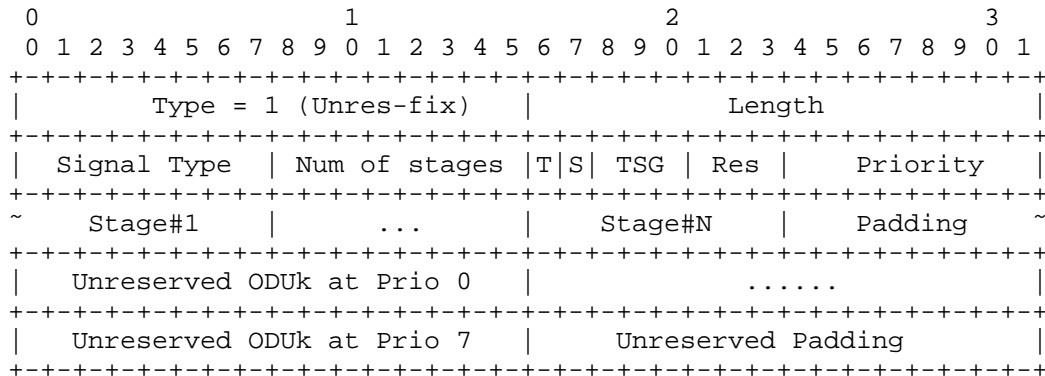 0                   1                   2                   3
 0 1 2 3 4 5 6 7 8 9 0 1 2 3 4 5 6 7 8 9 0 1 2 3 4 5 6 7 8 9 0 1
+-+-+-+-+-+-+-+-+-+-+-+-+-+-+-+-+-+-+-+-+-+-+-+-+-+-+-+-+-+-+-+-+
|        Type = 1 (Unres-fix)   |             Length            |
+-+-+-+-+-+-+-+-+-+-+-+-+-+-+-+-+-+-+-+-+-+-+-+-+-+-+-+-+-+-+-+-+
|  Signal Type  | Num of stages |T|S| TSG | Res |    Priority   |
+-+-+-+-+-+-+-+-+-+-+-+-+-+-+-+-+-+-+-+-+-+-+-+-+-+-+-+-+-+-+-+-+
~    Stage#1    |      ...      |    Stage#N    |    Padding    ~
+-+-+-+-+-+-+-+-+-+-+-+-+-+-+-+-+-+-+-+-+-+-+-+-+-+-+-+-+-+-+-+-+
|   Unreserved ODUk at Prio 0   |             ......            |
+-+-+-+-+-+-+-+-+-+-+-+-+-+-+-+-+-+-+-+-+-+-+-+-+-+-+-+-+-+-+-+-+
|   Unreserved ODUk at Prio 7   |     Unreserved Padding        |
+-+-+-+-+-+-+-+-+-+-+-+-+-+-+-+-+-+-+-+-+-+-+-+-+-+-+-+-+-+-+-+-+